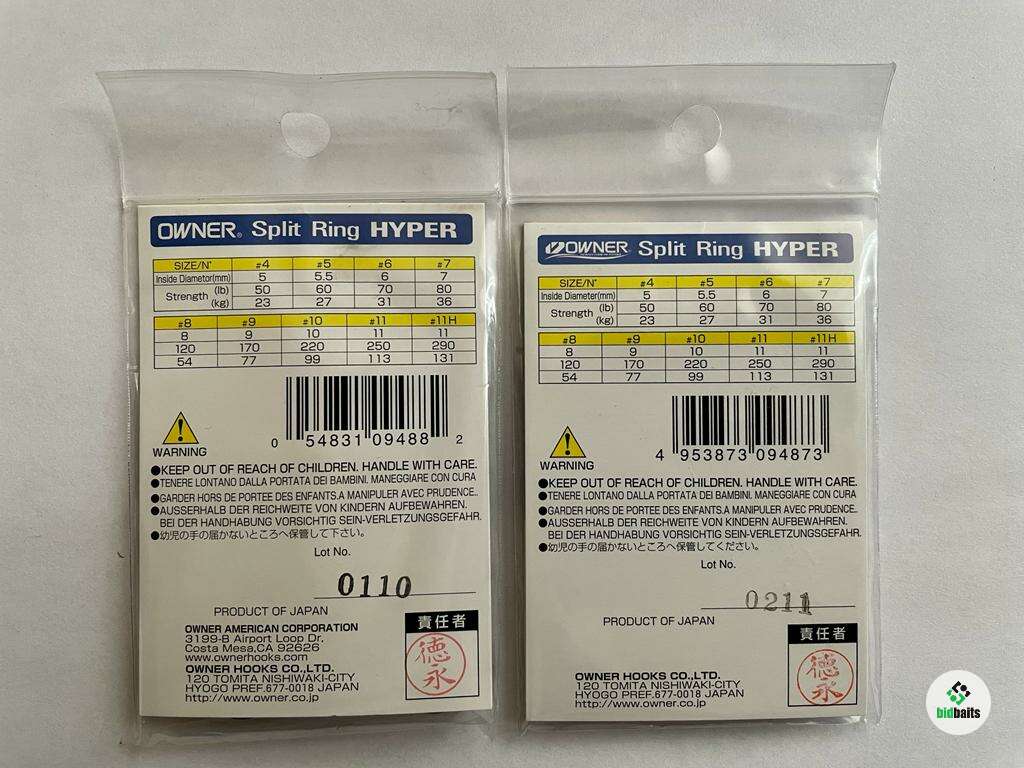 OWNER® Split Ring HYPER
SIZE/N° #4 #5 #6 #7
Inside Diametor(mm) 5 5.5 6 7
Strength (lb) 50 60 70 80
(kg) 23 27 31 36
#8 #9 #10 #11 #11H
8 9 10 11 11
120 170 220 250 290
54 77 99 113 131
0 54831 09488 2
WARNING
●KEEP OUT OF REACH OF CHILDREN. HANDLE WITH CARE.
●TENERE LONTANO DALLA PORTATA DEI BAMBINI. MANEGGIARE CON CURA
●GARDER HORS DE PORTEE DES ENFANTS.A MANIPULER AVEC PRUDENCE..
●AUSSERHALB DER REICHWEITE VON KINDERN AUFBEWAHREN.
BEI DER HANDHABUNG VORSICHTIG SEIN-VERLETZUNGSGEFAHR.
●幼児の手の届かないところへ保管して下さい。
Lot No.
0110
PRODUCT OF JAPAN
OWNER AMERICAN CORPORATION
3199-B Airport Loop Dr.
Costa Mesa,CA 92626
www.ownerhooks.com
OWNER HOOKS CO.,LTD.
120 TOMITA NISHIWAKI-CITY
HYOGO PREF.677-0018 JAPAN
http://www.owner.co.jp
責任者
徳永
OWNER Split Ring HYPER
SIZE/N° #4 #5 #6 #7
Inside Diameter(mm) 5 5.5 6 7
Strength (lb) 50 60 70 80
(kg) 23 27 31 36
#8 #9 #10 #11 #11H
8 9 10 11 11
120 170 220 250 290
54 77 99 113 131
4 953873 094873
WARNING
●KEEP OUT OF REACH OF CHILDREN. HANDLE WITH CARE.
●TENERE LONTANO DALLA PORTATA DEI BAMBINI. MANEGGIARE CON CURA
●GARDER HORS DE PORTEE DES ENFANTS.A MANIPULER AVEC PRUDENCE..
●AUSSERHALB DER REICHWEITE VON KINDERN AUFBEWAHREN.
BEI DER HANDHABUNG VORSICHTIG SEIN-VERLETZUNGSGEFAHR.
●幼児の手の届かないところへ保管してください。
Lot No.
0211
PRODUCT OF JAPAN
OWNER HOOKS CO.,LTD.
120 TOMITA NISHIWAKI-CITY
HYOGO PREF.677-0018 JAPAN
http://www.owner.co.jp
責任者
徳永
bidbaits